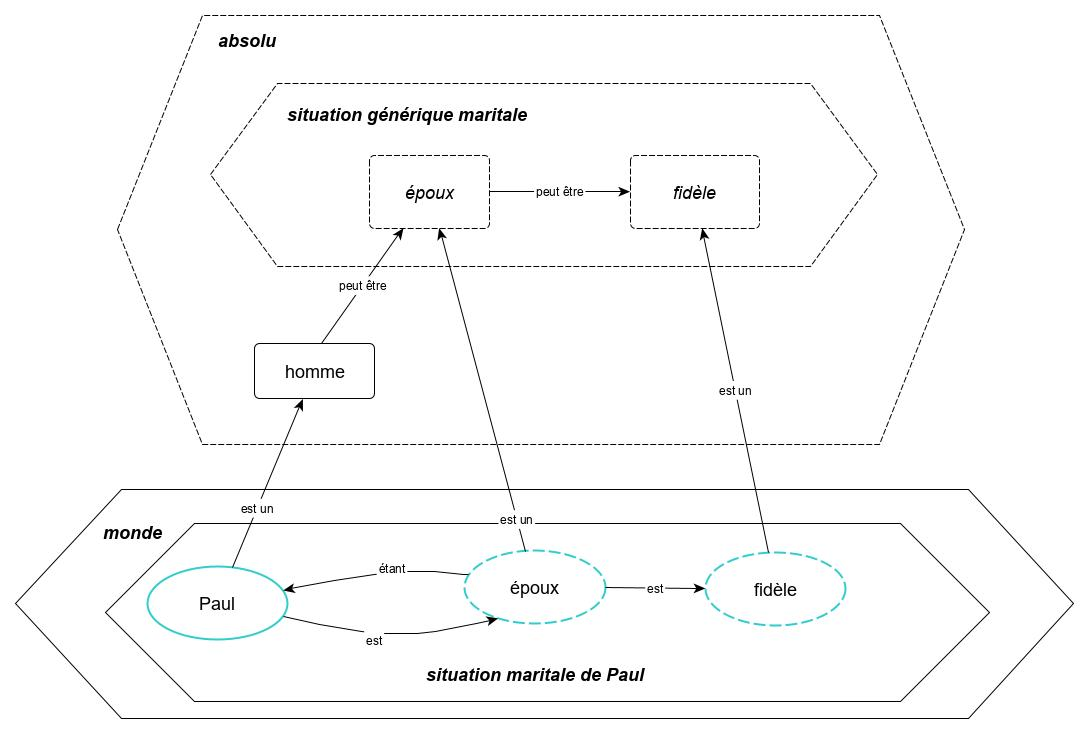 absolu
situation générique maritale
époux
peut être
fidèle
peut être
homme
est un
est un
est un
monde
étant
Paul
époux
est
fidèle
est
situation maritale de Paul